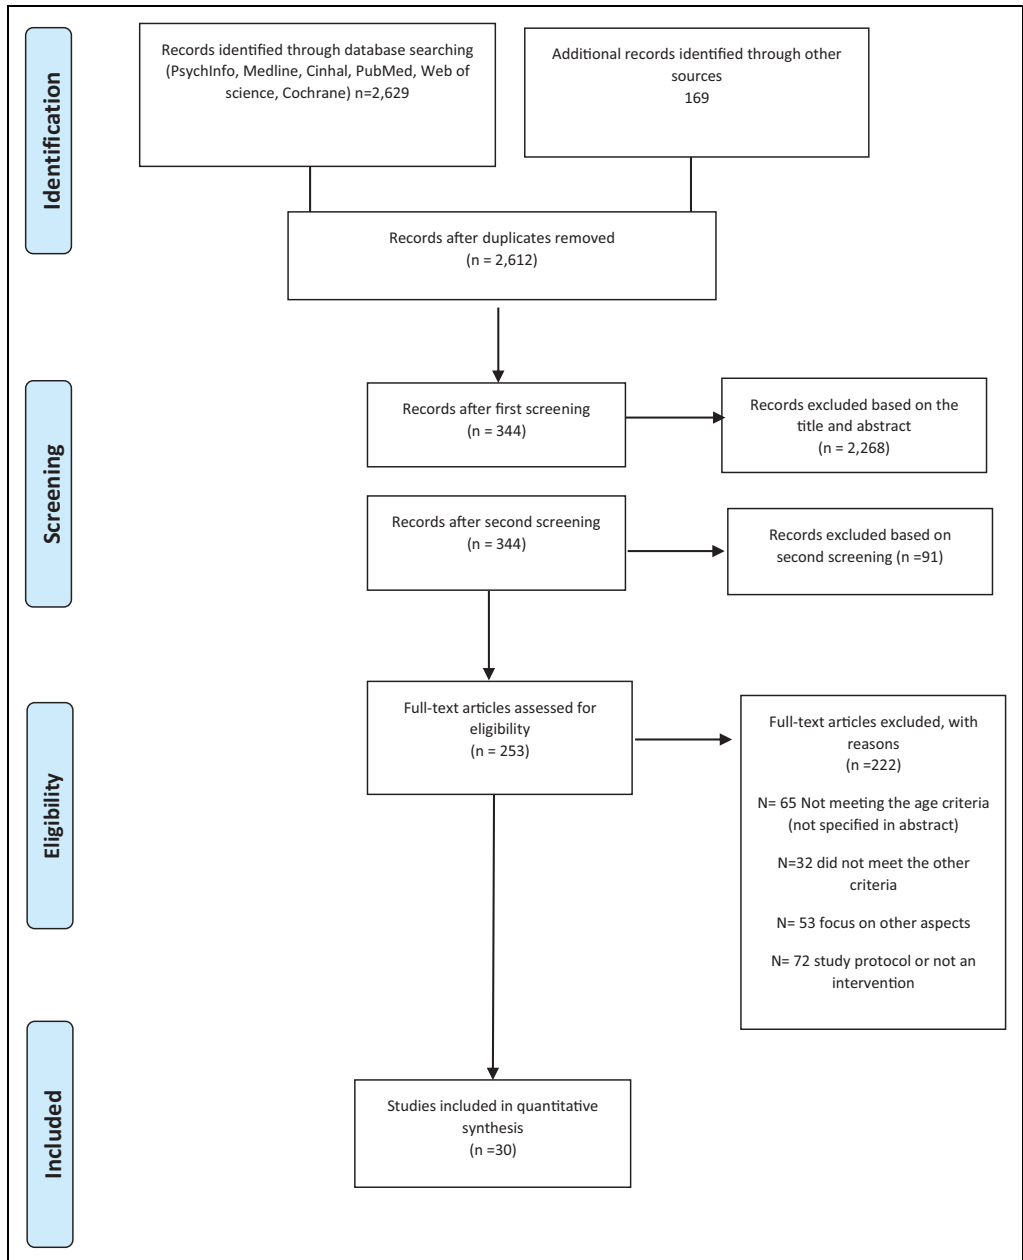 Identification
Records identified through database searching
(PsychInfo, Medline, Cinhal, PubMed, Web of
science, Cochrane) n=2,629
Additional records identified through other
sources
169
Records after duplicates removed
(n = 2,612)
Screening
Records after first screening
(n = 344)
Records excluded based on the
title and abstract
(n = 2,268)
Records after second screening
(n = 344)
Records excluded based on
second screening (n =91)
Eligibility
Full-text articles assessed for
eligibility
(n = 253)
Full-text articles excluded, with
reasons
(n =222)
N= 65 Not meeting the age criteria
(not specified in abstract)
N=32 did not meet the other
criteria
N= 53 focus on other aspects
N= 72 study protocol or not an
intervention
Included
Studies included in quantitative
synthesis
(n =30)